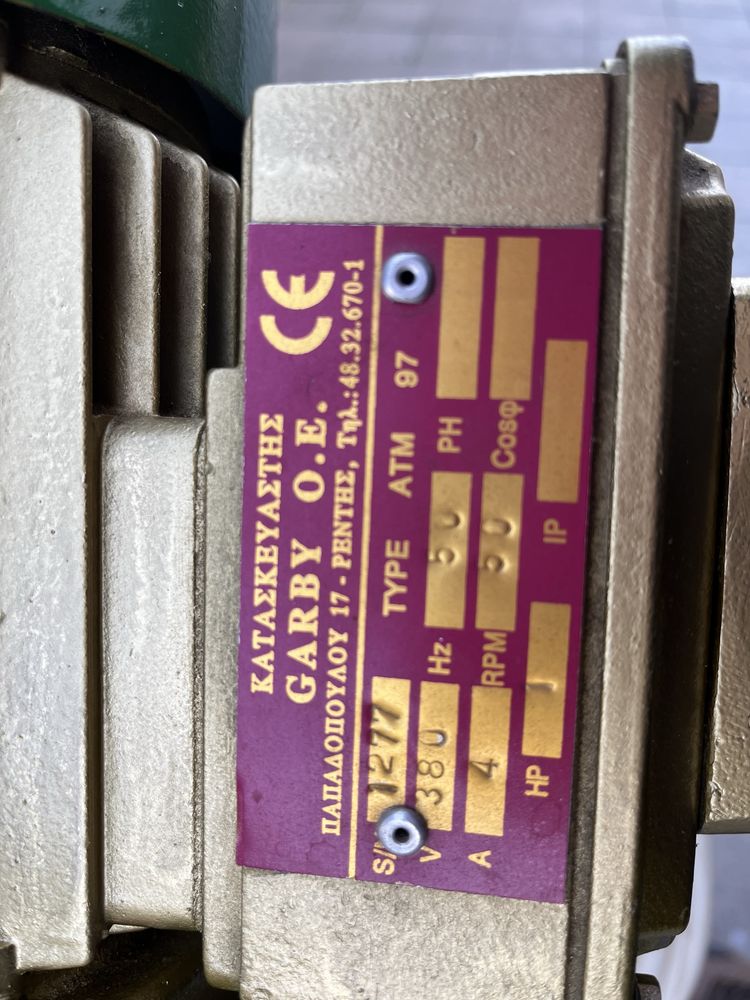 ΚΑΤΑΣΚΕΥΑΣΤΗΣ
GARBY O.E. CE
ΠΑΠΑΔΟΠΟΥΛΟΥ 17 - ΡΕΝΤΗΣ, Τηλ.:48.32.670-1
1277 TYPE ATM 97
V 380 Hz 50 PH
A 4 RPM 50 Cosφ
HP 1 IP